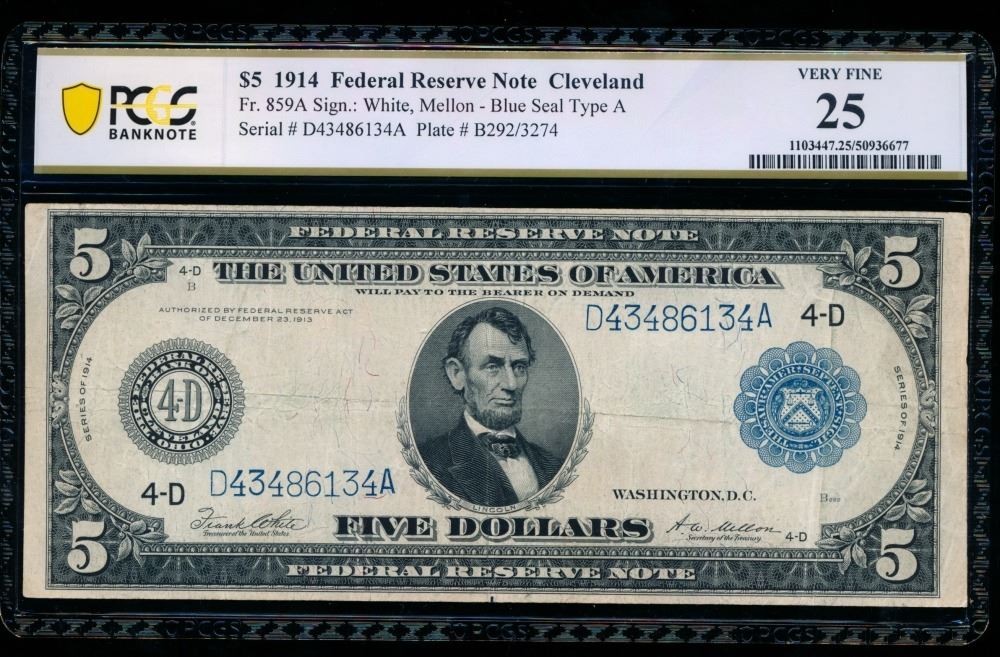 PCGS
BANKNOTE
$5 1914 Federal Reserve Note Cleveland
Fr. 859A Sign.: White, Mellon - Blue Seal Type A
Serial # D43486134A Plate # B292/3274
VERY FINE
25
1103447.25/50936677
FEDERAL RESERVE NOTE
5
5
4-D
B
THE UNITED STATES OF AMERICA
WILL PAY TO THE BEARER ON DEMAND
AUTHORIZED BY FEDERAL RESERVE ACT
OF DECEMBER 23, 1913
D43486134A 4-D
SERIES OF 1914
4-D
SERIES OF 1914
4-D D43486134A
LINCOLN
WASHINGTON, D.C.
Frank White
Treasurer of the United States
FIVE DOLLARS
A. W. Mellon
Secretary of the Treasury
4-D
5
5
FEDERAL RESERVE NOTE